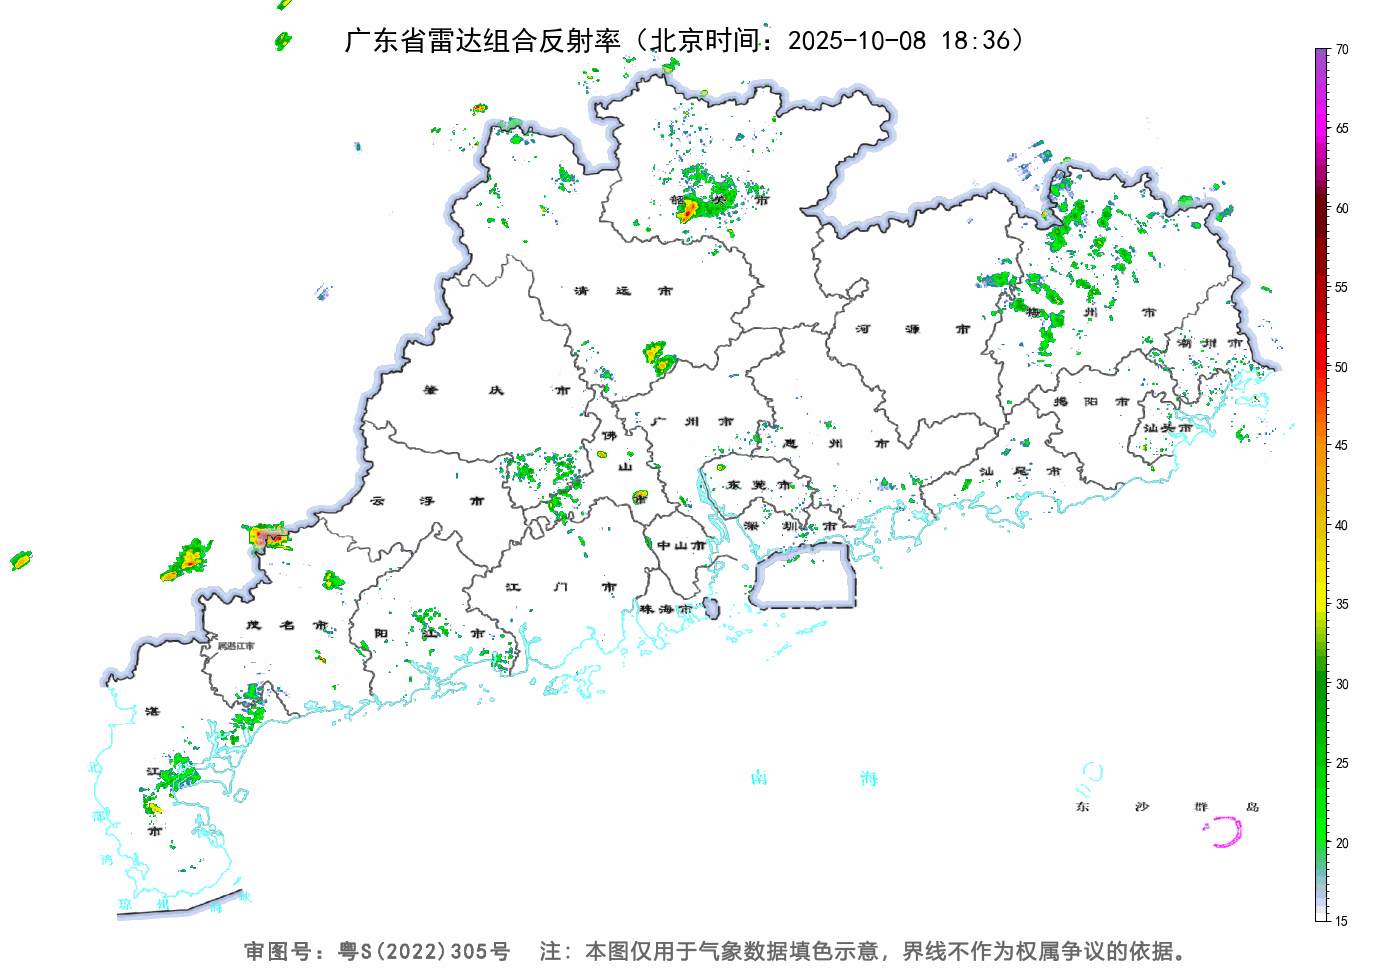 广东省雷达组合反射率（北京时间：2025-10-08 18:36）
70
65
60
55
50
45
40
35
30
25
20
15
韶关市
清远市
河源市
梅州市
潮州市
肇庆市
广州市
惠州市
揭阳市
汕头市
佛山市
云浮市
东莞市
汕尾市
深圳市
中山市
江门市
珠海市
茂名市
阳江市
属湛江市
湛江市
北部湾
琼州海峡
南海
东沙群岛
审图号：粤S(2022)305号 注：本图仅用于气象数据填色示意，界线不作为权属争议的依据。